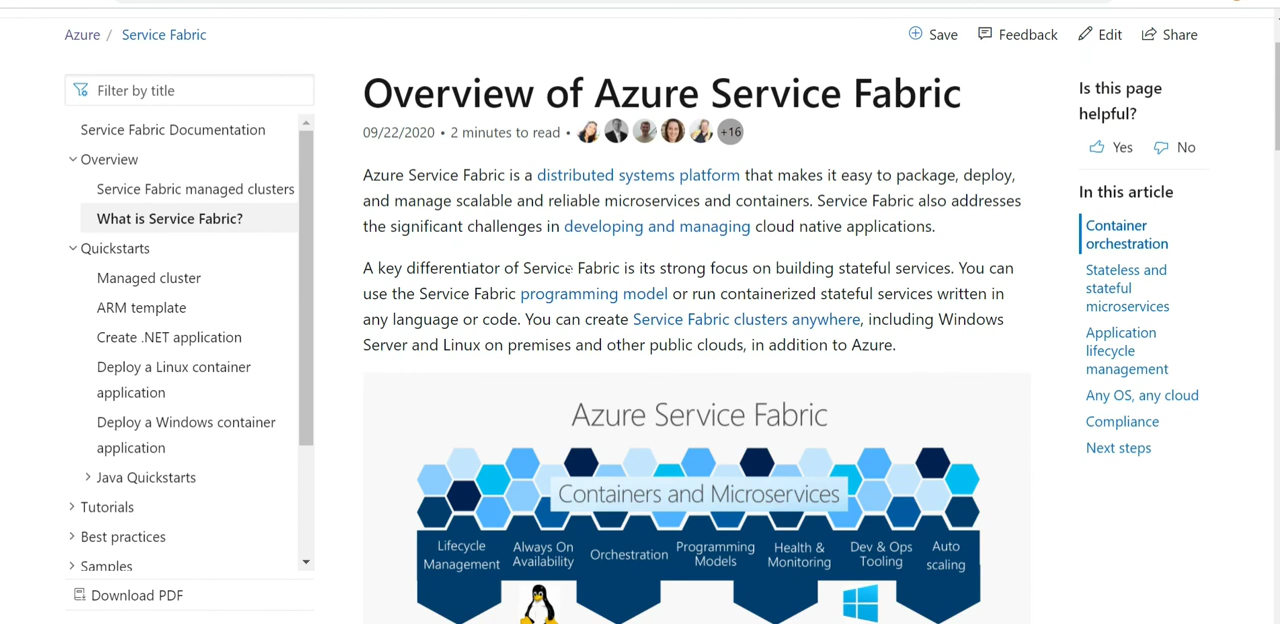 Azure / Service Fabric
Save
Feedback
Edit
Share
Filter by title
Service Fabric Documentation
Overview
Service Fabric managed clusters
What is Service Fabric?
Quickstarts
Managed cluster
ARM template
Create .NET application
Deploy a Linux container
application
Deploy a Windows container
application
Java Quickstarts
Tutorials
Best practices
Samples
Download PDF
Overview of Azure Service Fabric
09/22/2020 • 2 minutes to read • +16
Azure Service Fabric is a distributed systems platform that makes it easy to package, deploy,
and manage scalable and reliable microservices and containers. Service Fabric also addresses
the significant challenges in developing and managing cloud native applications.
A key differentiator of Service Fabric is its strong focus on building stateful services. You can
use the Service Fabric programming model or run containerized stateful services written in
any language or code. You can create Service Fabric clusters anywhere, including Windows
Server and Linux on premises and other public clouds, in addition to Azure.
Azure Service Fabric
Containers and Microservices
Lifecycle
Management
Always On
Availability
Orchestration
Programming
Models
Health &
Monitoring
Dev & Ops
Tooling
Auto
scaling
Is this page
helpful?
Yes
No
In this article
Container
orchestration
Stateless and
stateful
microservices
Application
lifecycle
management
Any OS, any cloud
Compliance
Next steps